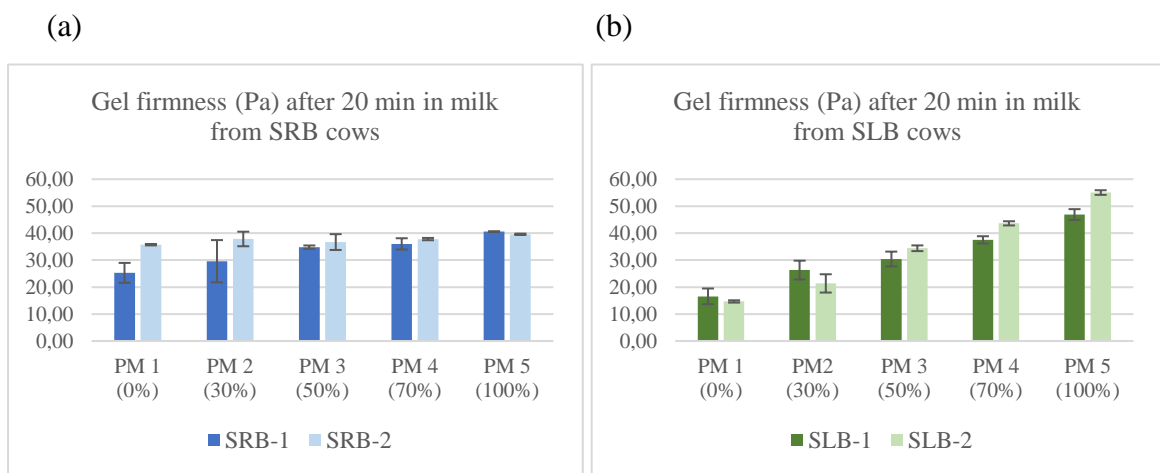 (a)
Gel firmness (Pa) after 20 min in milk
from SRB cows
60,00
50,00
40,00
30,00
20,00
10,00
0,00
PM 1 PM 2 PM 3 PM 4 PM 5
(0%) (30%) (50%) (70%) (100%)
SRB-1 SRB-2
(b)
Gel firmness (Pa) after 20 min in milk
from SLB cows
60,00
50,00
40,00
30,00
20,00
10,00
0,00
PM 1 PM2 PM 3 PM 4 PM 5
(0%) (30%) (50%) (70%) (100%)
SLB-1 SLB-2